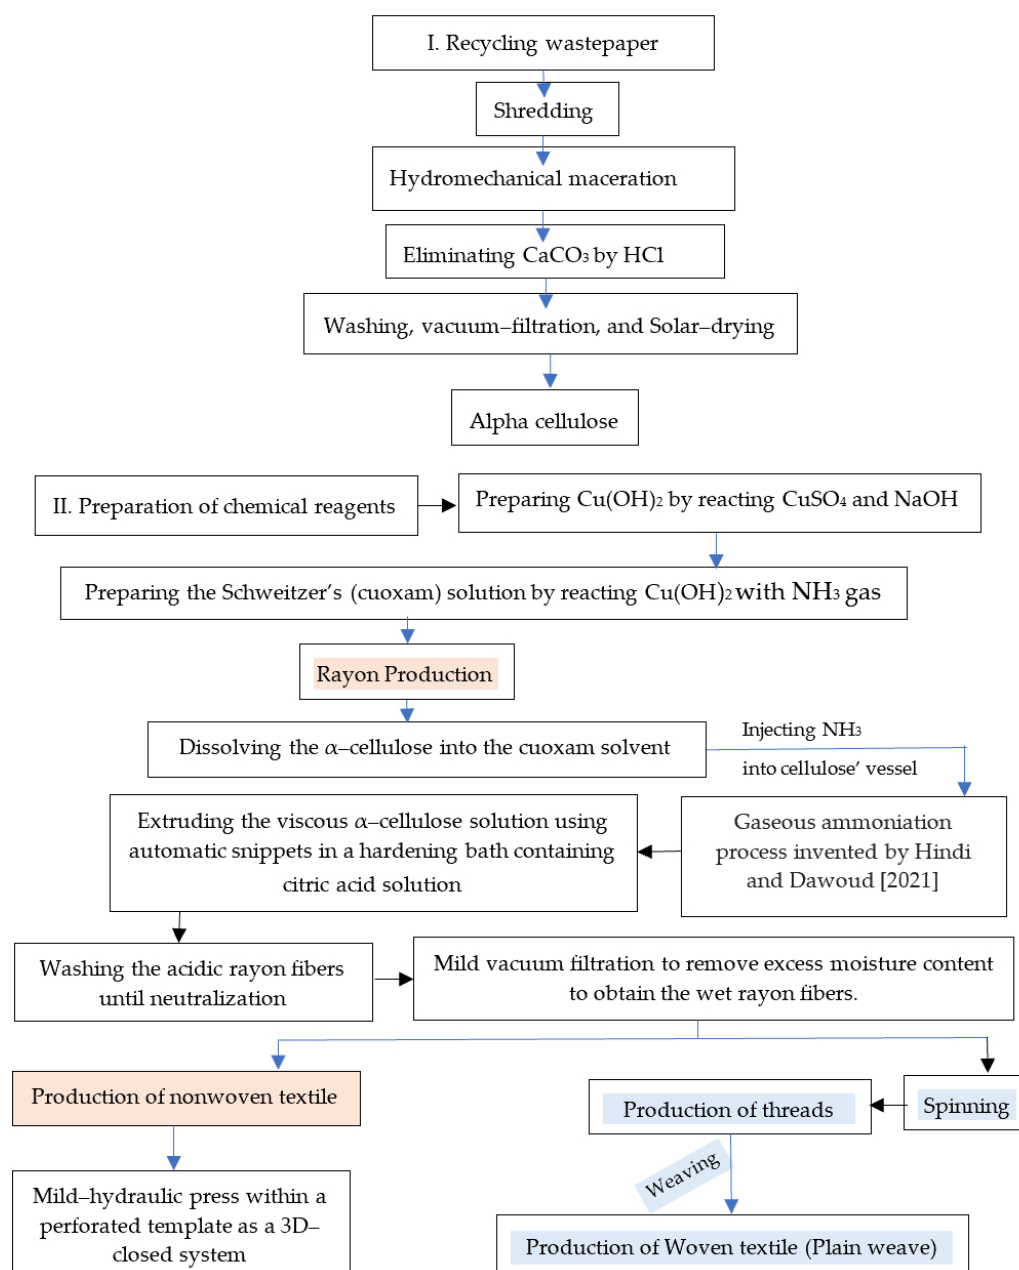 I. Recycling wastepaper
Shredding
Hydromechanical maceration
Eliminating CaCO₃ by HCl
Washing, vacuum–filtration, and Solar–drying
Alpha cellulose
II. Preparation of chemical reagents
Preparing Cu(OH)₂ by reacting CuSO₄ and NaOH
Preparing the Schweitzer's (cuoxam) solution by reacting Cu(OH)₂ with NH₃ gas
Rayon Production
Dissolving the α–cellulose into the cuoxam solvent
Injecting NH₃
into cellulose' vessel
Gaseous ammoniation
process invented by Hindi
and Dawoud [2021]
Extruding the viscous α–cellulose solution using
automatic snippets in a hardening bath containing
citric acid solution
Washing the acidic rayon fibers
until neutralization
Mild vacuum filtration to remove excess moisture content
to obtain the wet rayon fibers.
Production of nonwoven textile
Mild–hydraulic press within a
perforated template as a 3D–
closed system
Spinning
Production of threads
Weaving
Production of Woven textile (Plain weave)